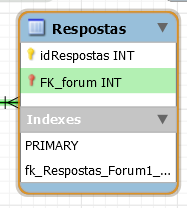 Respostas
idRespostas INT
FK_forum INT
Indexes
PRIMARY
fk_Respostas_Forum1_...